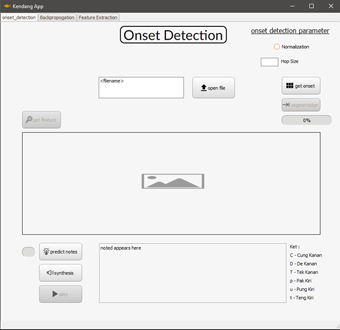 Kendang App
onset_detection Backpropogation Feature Extraction
Onset Detection
onset detection parameter
Normalization
Hop Size
<filename>
open file
get onset
segmentation
0%
get feature
predict notes
synthesis
play
noted appears here
Ket :
C - Cung Kanan
D - De Kanan
T - Tek Kanan
p - Pak Kiri
u - Pung Kiri
t - Teng Kiri